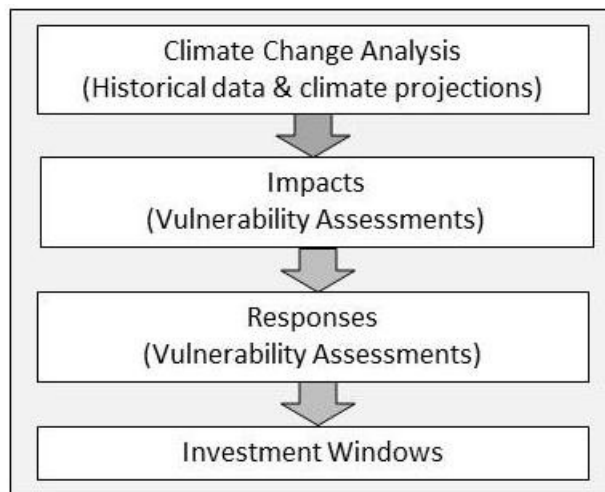 Climate Change Analysis
(Historical data & climate projections)
Impacts
(Vulnerability Assessments)
Responses
(Vulnerability Assessments)
Investment Windows